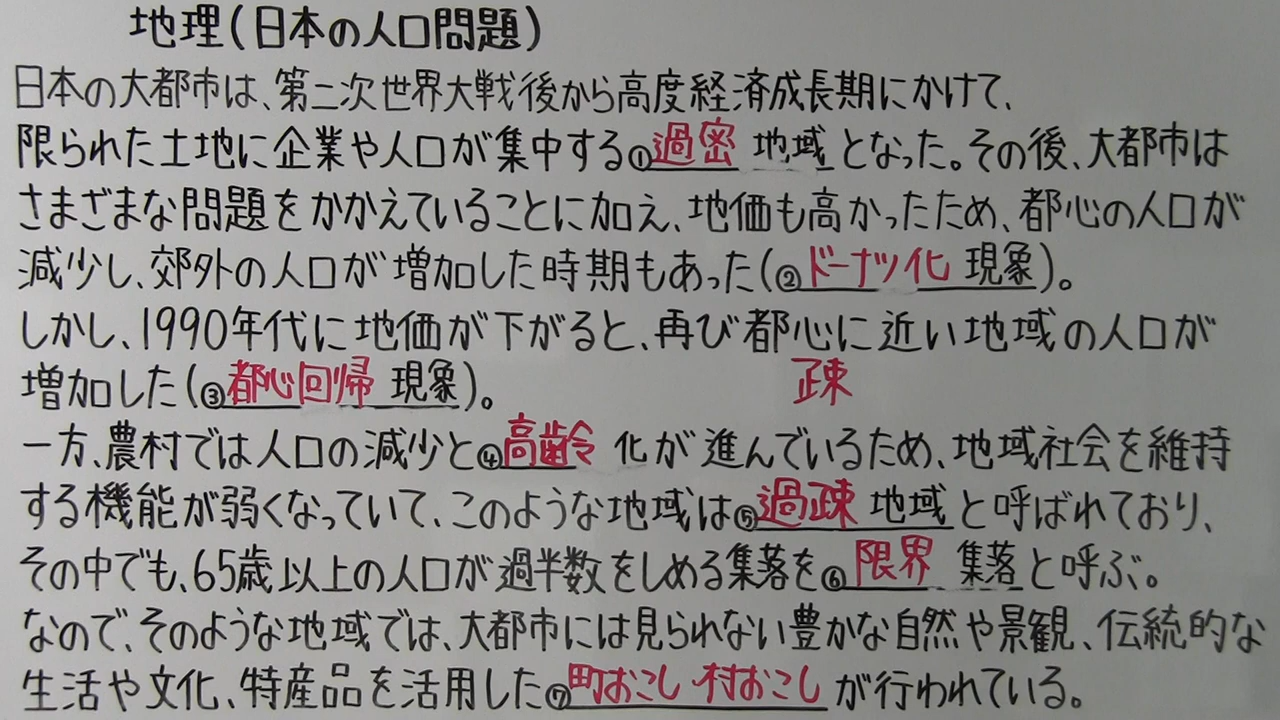 地理(日本の人口問題)
日本の大都市は、第二次世界大戦後から高度経済成長期にかけて、
限られた土地に企業や人口が集中する①過密 地域となった。その後、大都市は
さまざまな問題をかかえていることに加え、地価も高かったため、都心の人口が
減少し、郊外の人口が増加した時期もあった(②ドーナツ化 現象)。
しかし、1990年代に地価が下がると、再び都心に近い地域の人口が
増加した(③都心回帰 現象)。
疎
一方、農村では人口の減少と④高齢 化が進んでいるため、地域社会を維持
する機能が弱くなっていて、このような地域は⑤過疎 地域と呼ばれており、
その中でも、65歳以上の人口が過半数をしめる集落を⑥限界 集落と呼ぶ。
なので、そのような地域では、大都市には見られない豊かな自然や景観、伝統的な
生活や文化、特産品を活用した⑦町おこし 村おこしが行われている。